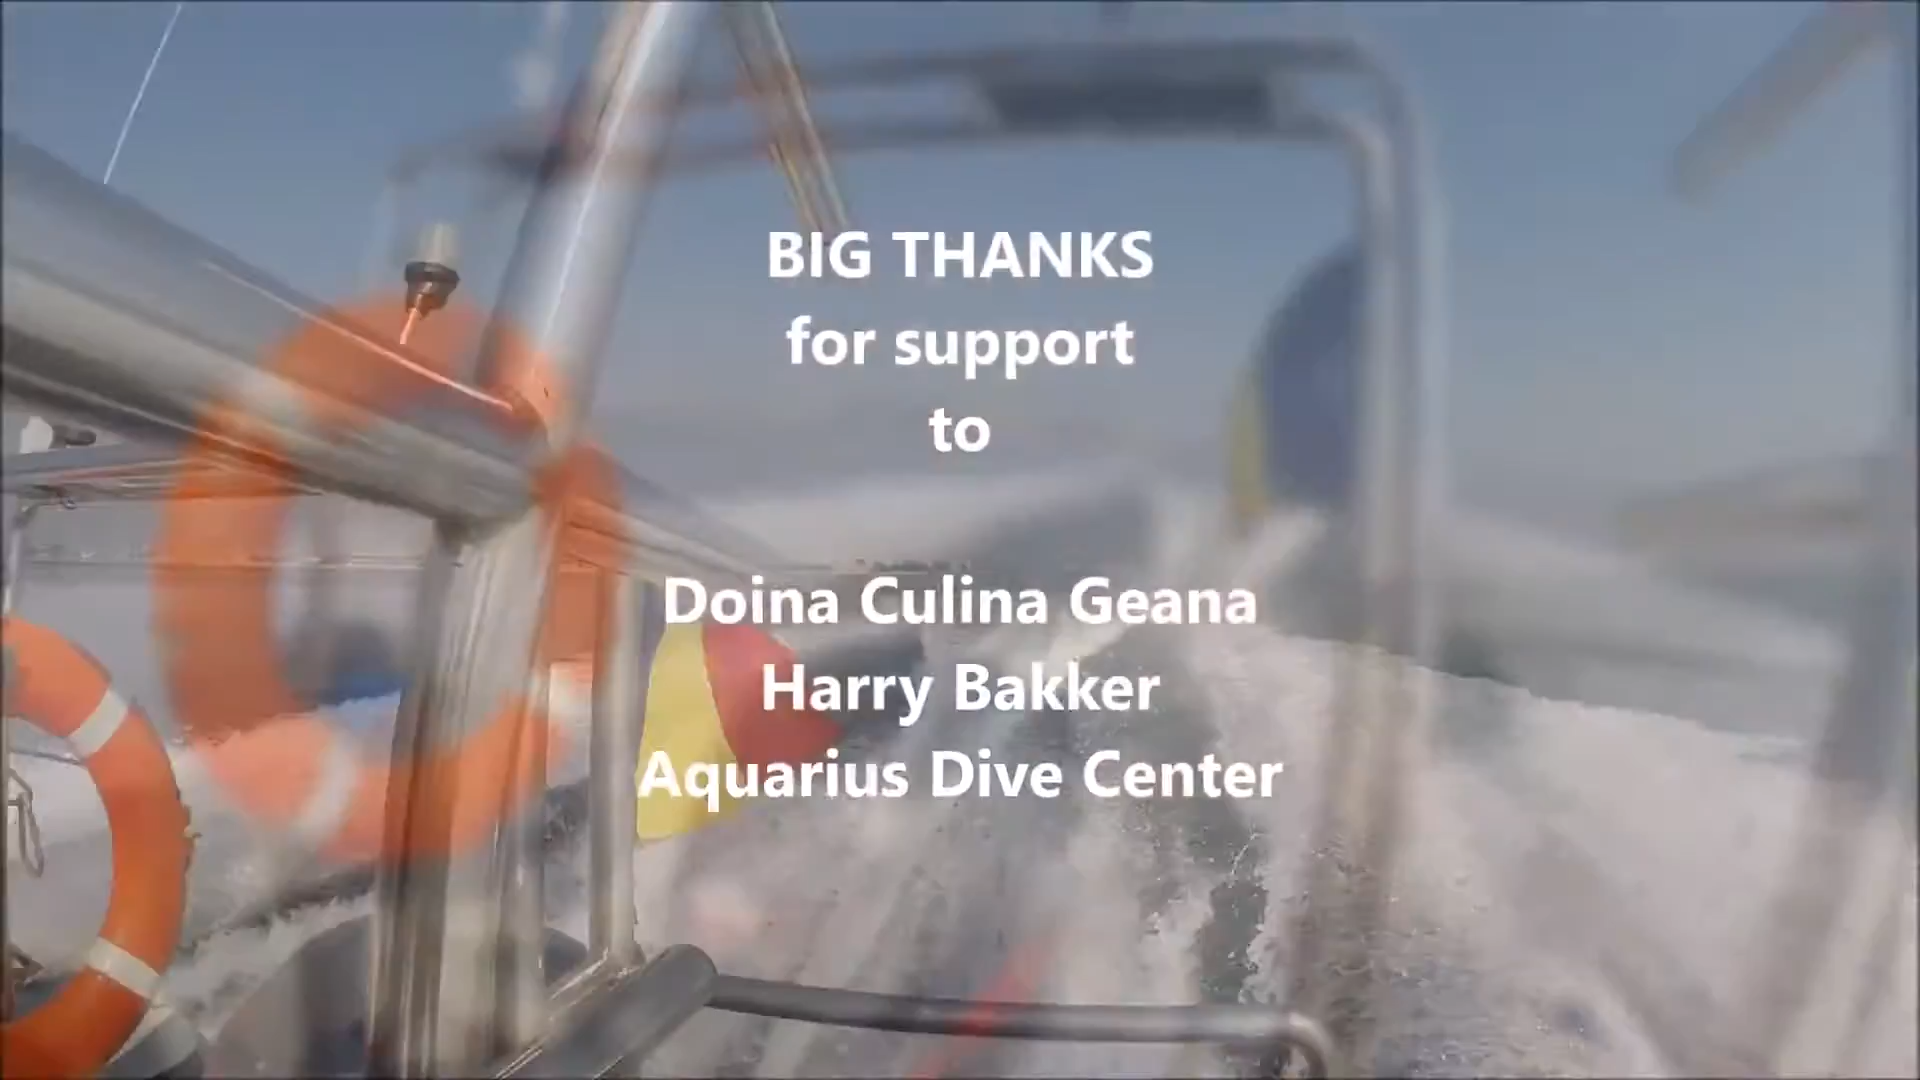 BIG THANKS
for support
to
Doina Culina Geana
Harry Bakker
Aquarius Dive Center